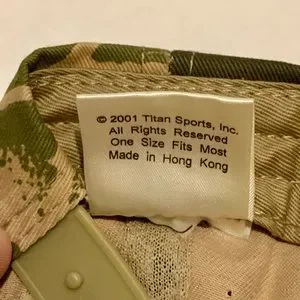 © 2001 Titan Sports, Inc.
All Rights Reserved
One Size Fits Most
Made in Hong Kong